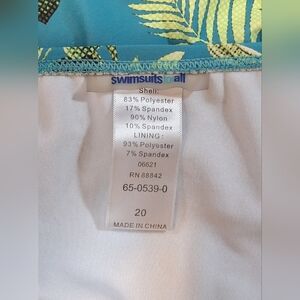 swimsuitsforall
Shell:
83% Polyester
17% Spandex
90% Nylon
10% Spandex
LINING :
93% Polyester
7% Spandex
06621
RN 88842
65-0539-0
20
MADE IN CHINA